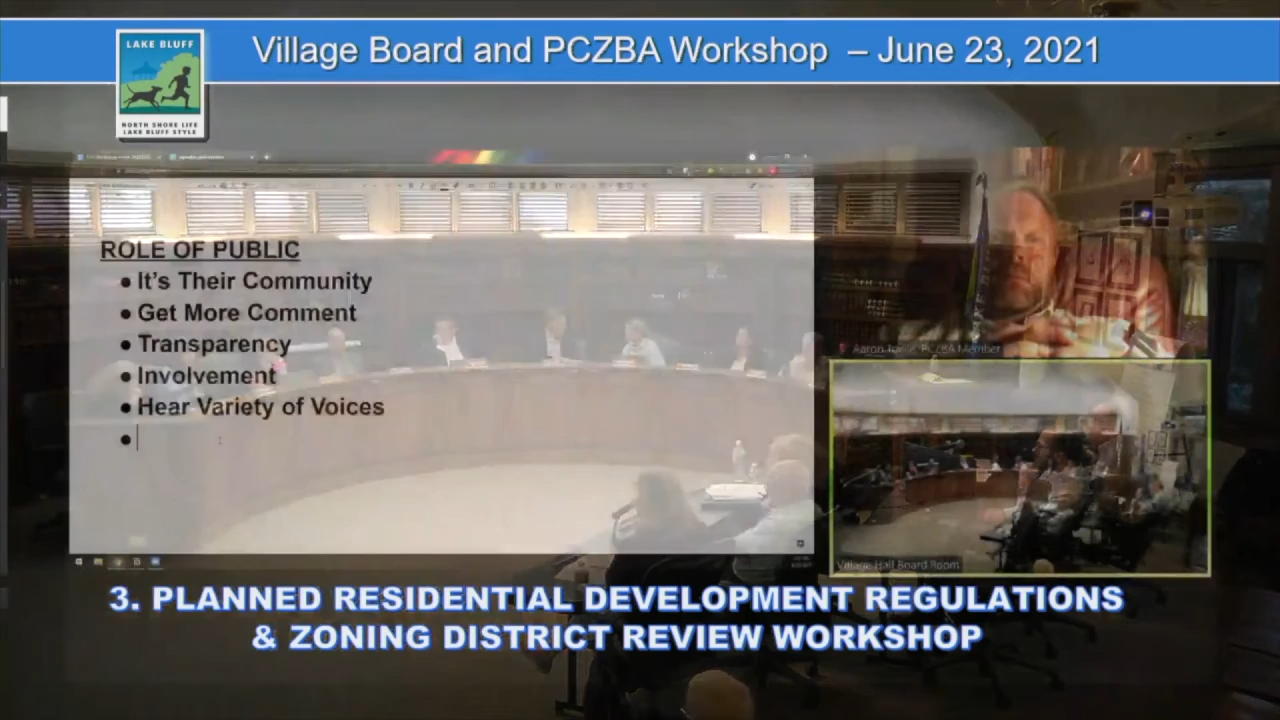 LAKE BLUFF
NORTH SHORE LIFE
LAKE BLUFF STYLE
Village Board and PCZBA Workshop – June 23, 2021
ROLE OF PUBLIC
● It's Their Community
● Get More Comment
● Transparency
● Involvement
● Hear Variety of Voices
●
PCZBA Member
Village Hall Board Room
3. PLANNED RESIDENTIAL DEVELOPMENT REGULATIONS
& ZONING DISTRICT REVIEW WORKSHOP